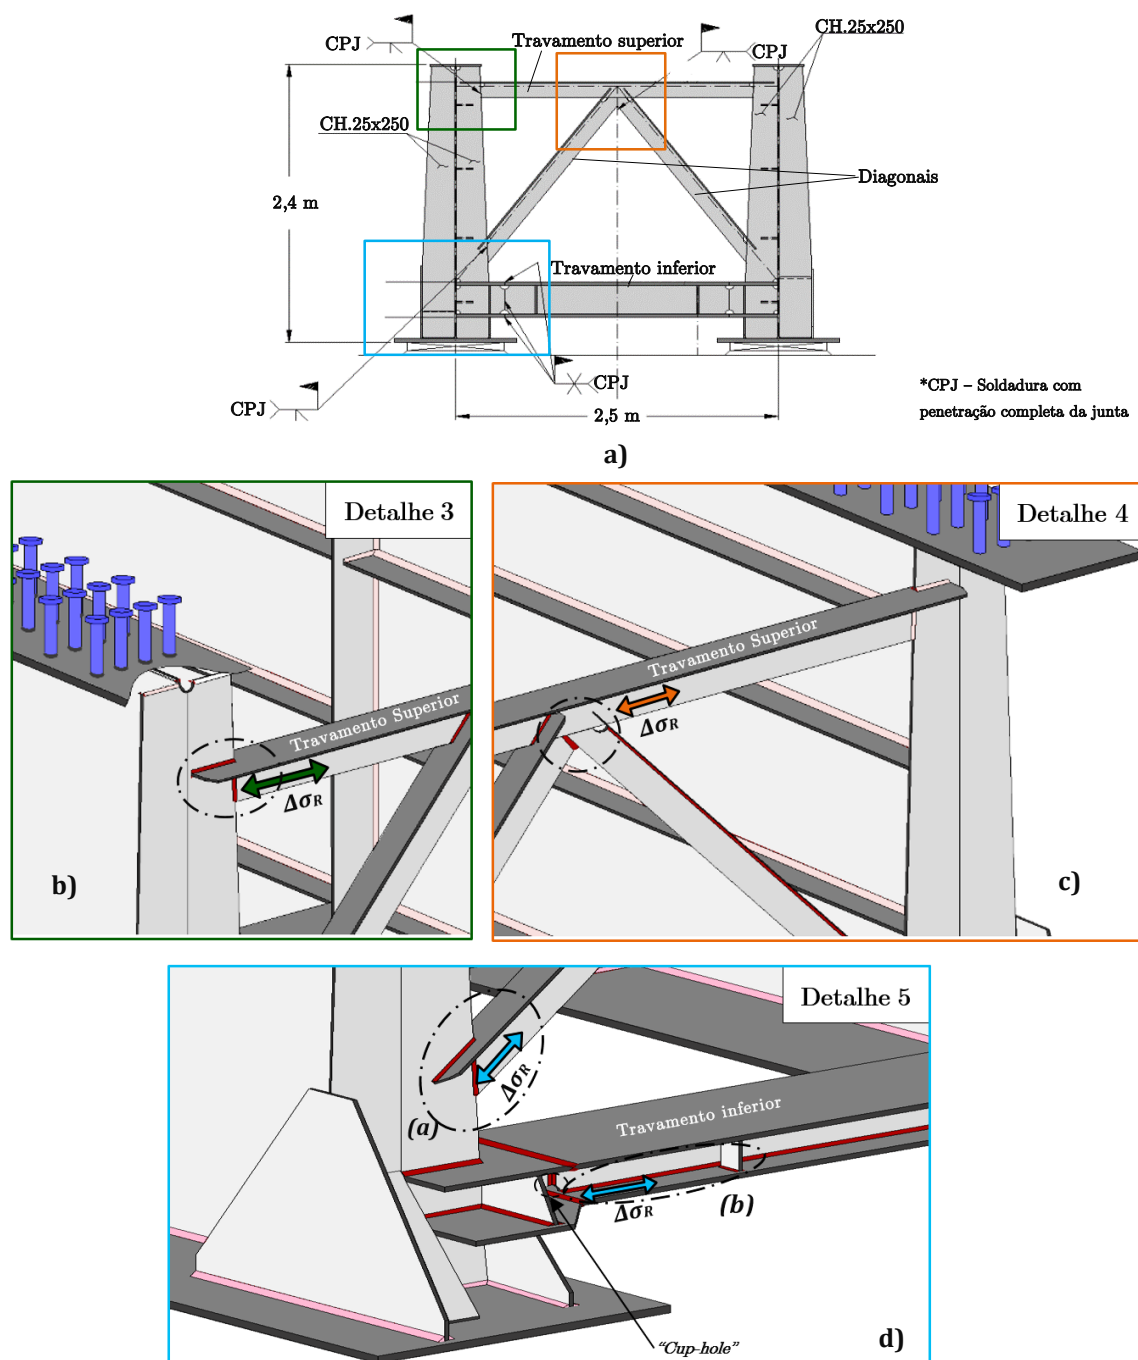 CPJ
Travamento superior
CPJ
CH.25x250
CH.25x250
2,4 m
Diagonais
Travamento inferior
CPJ
CPJ
2,5 m
*CPJ – Soldadura com
penetração completa da junta
a)
Detalhe 3
Travamento Superior
ΔσR
b)
Detalhe 4
Travamento Superior
ΔσR
c)
Detalhe 5
ΔσR
(a)
Travamento inferior
ΔσR
(b)
“Cup-hole”
d)